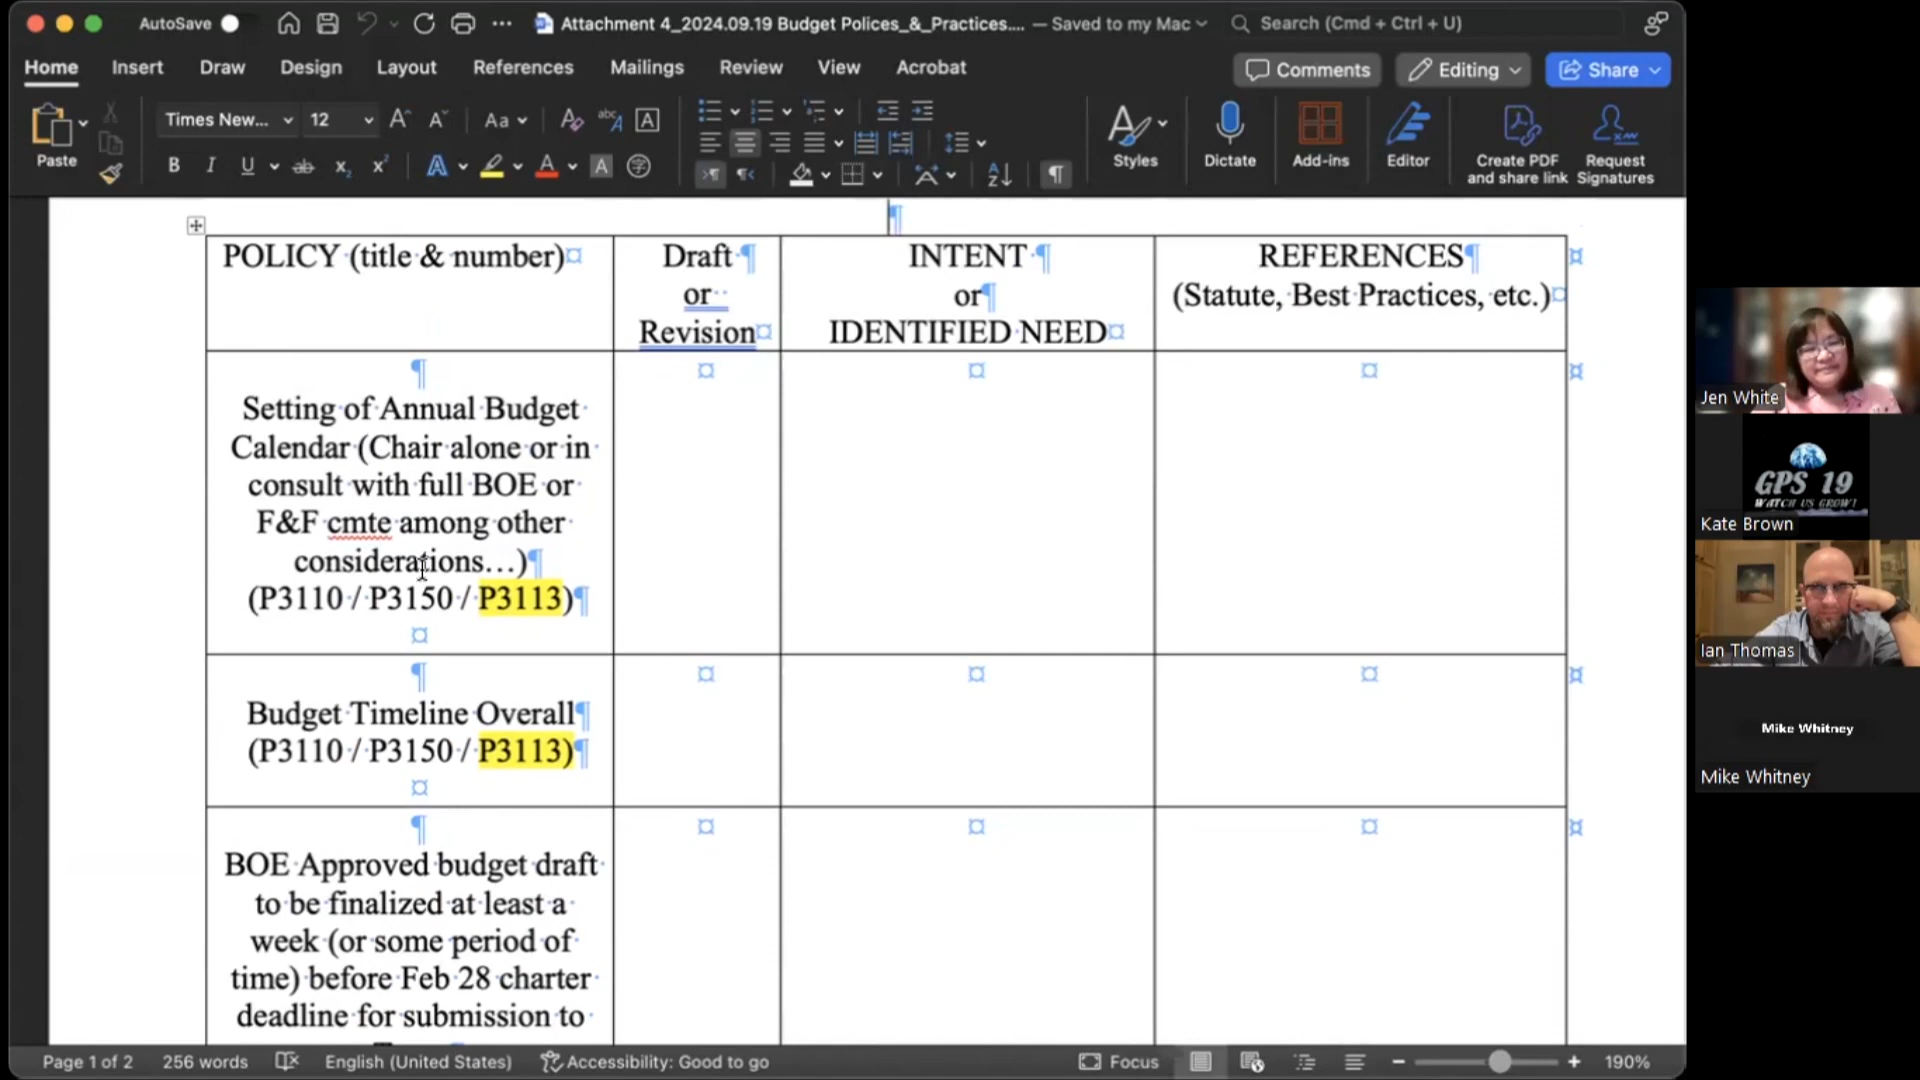 AutoSave
Attachment 4_2024.09.19 Budget Polices_&_Practices.... — Saved to my Mac
Search (Cmd + Ctrl + U)
Home Insert Draw Design Layout References Mailings Review View Acrobat
Comments Editing Share
Paste
Times New... 12
Aa
Styles
Dictate
Add-ins
Editor
Create PDF
and share link
Request
Signatures
POLICY (title & number)
Draft
or
Revision
INTENT
or
IDENTIFIED NEED
REFERENCES
(Statute, Best Practices, etc.)
Setting of Annual Budget
Calendar (Chair alone or in
consult with full BOE or
F&F cmte among other
considerations…)
(P3110 / P3150 / P3113)
Budget Timeline Overall
(P3110 / P3150 / P3113)
BOE Approved budget draft
to be finalized at least a
week (or some period of
time) before Feb 28 charter
deadline for submission to
Page 1 of 2 256 words English (United States) Accessibility: Good to go Focus 190%
Jen White
GPS 19
WATCH US GROW!
Kate Brown
Ian Thomas
Mike Whitney
Mike Whitney